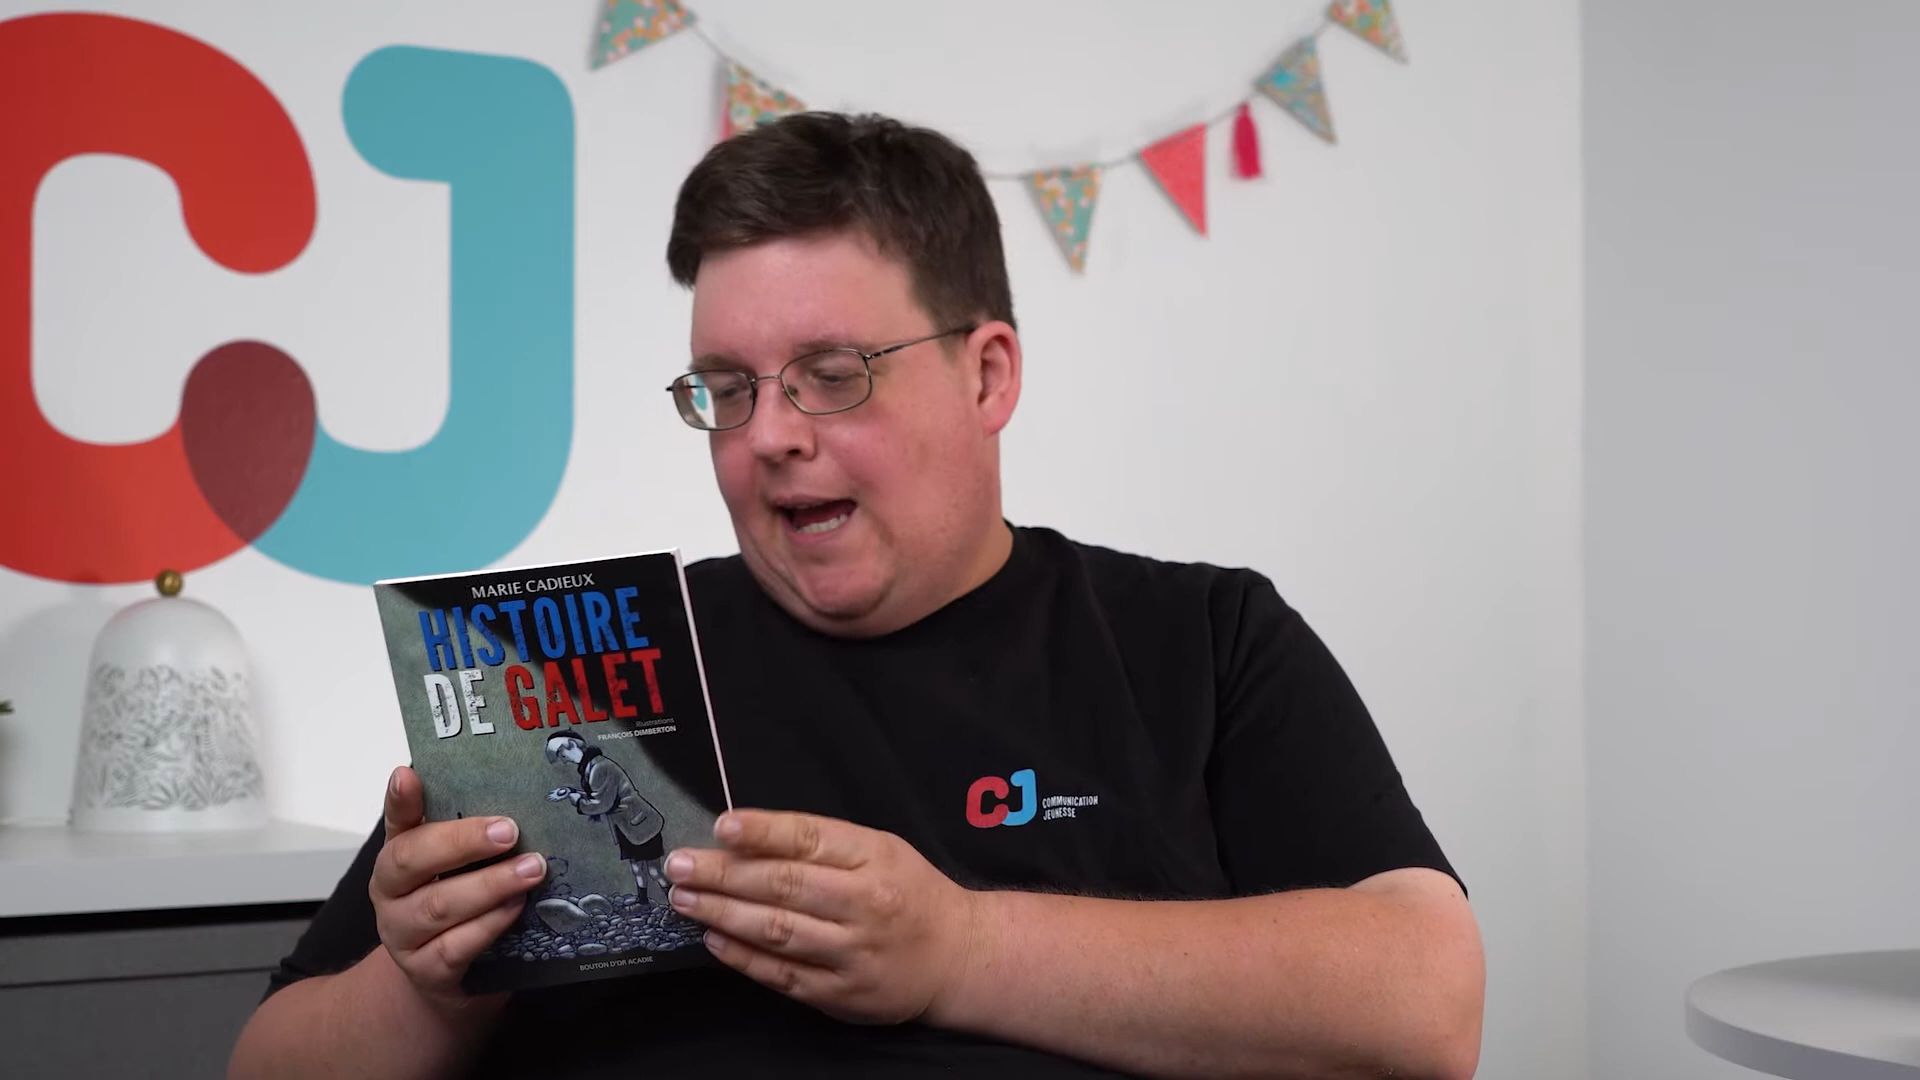 CJ
MARIE CADIEUX
HISTOIRE
DE GALET
Illustrations
FRANÇOIS DIMBERTON
BOUTON D'OR ACADIE
CJ
COMMUNICATION
JEUNESSE